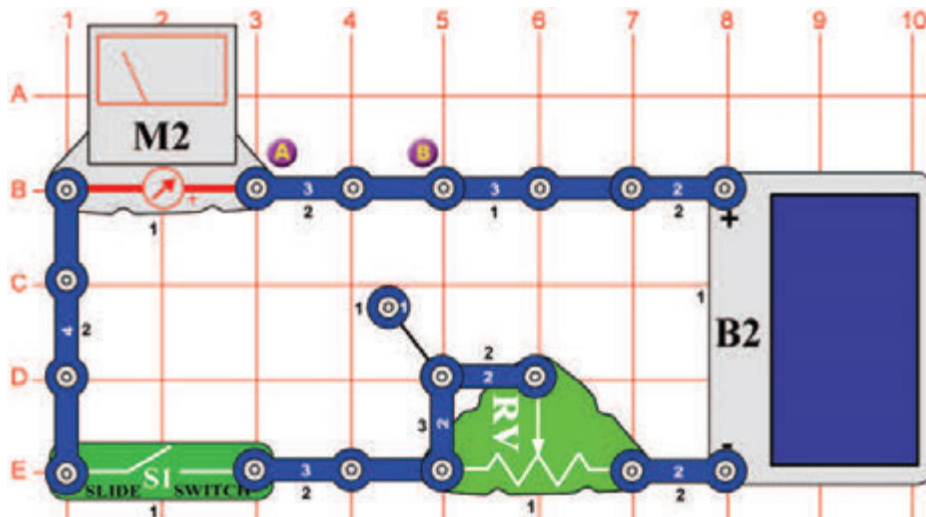 1 2 3 4 5 6 7 8 9 10
A
M2
A B
B + 3 3 2
1 2 1 2
+
C
1 1
4 2 1
B2
D 2
2
3 2 RV
-
E S1 3 2
SLIDE SWITCH 2 2
1 1